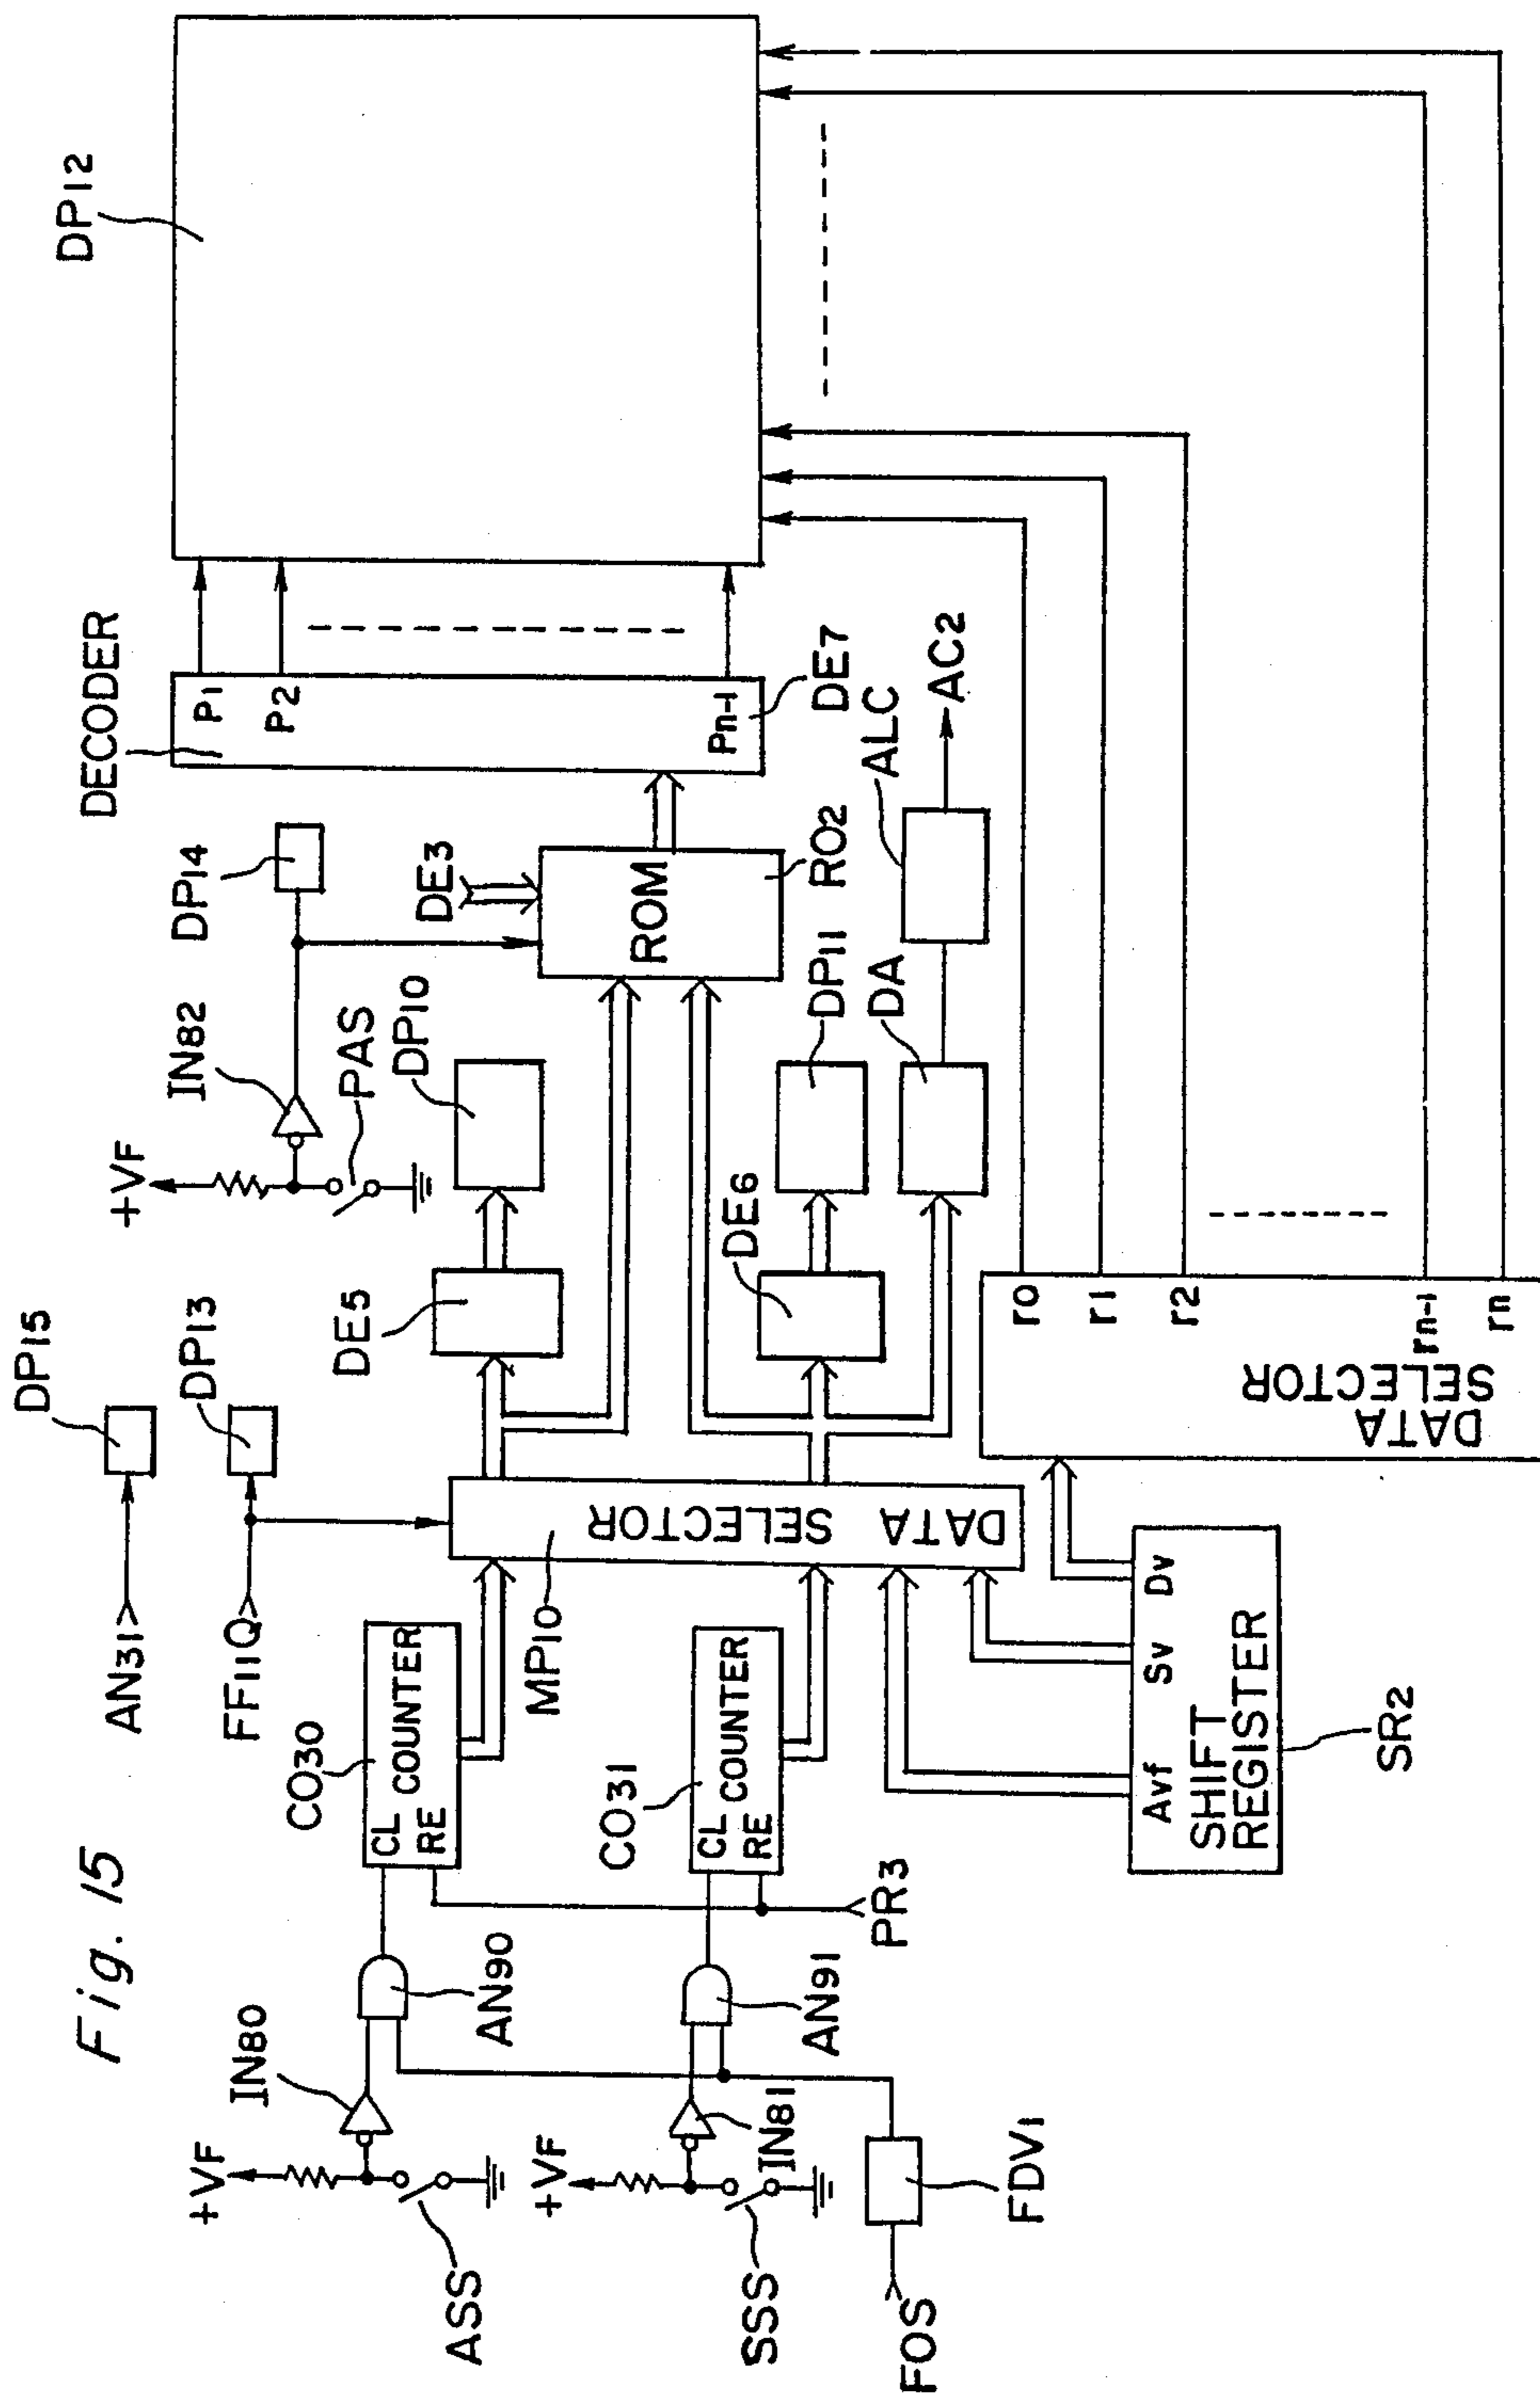 Fig. 15
+VF
IN80
ASS
AN90
+VF
IN81
SSS
AN91
FOS
FDV1
PR3
CO30
CL
RE
COUNTER
CO31
CL
RE
COUNTER
AN31
DP15
FF11Q
DP13
MP10
DATA SELECTOR
SHIFT
REGISTER
Avf
Sv
Dv
SR2
DE5
DP10
DE6
DP11
DA
ALC
AC2
+VF
IN82
PAS
DP14
DE3
ROM
RO2
DECODER
P1
P2
Pn-1
DE7
DP12
DATA
SELECTOR
r0
r1
r2
rn-1
rn